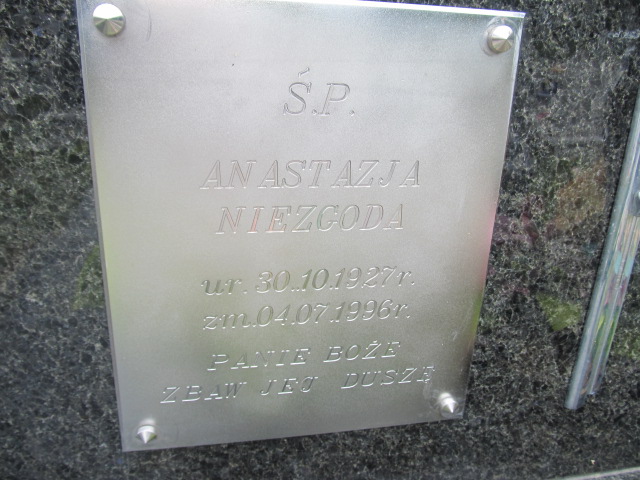 Ś.P.
ANASTAZJA
NIEZGODA
ur. 30.10.1927r.
zm.04.07.1996r.
PANIE BOŻE
ZBAW JEJ DUSZĘ